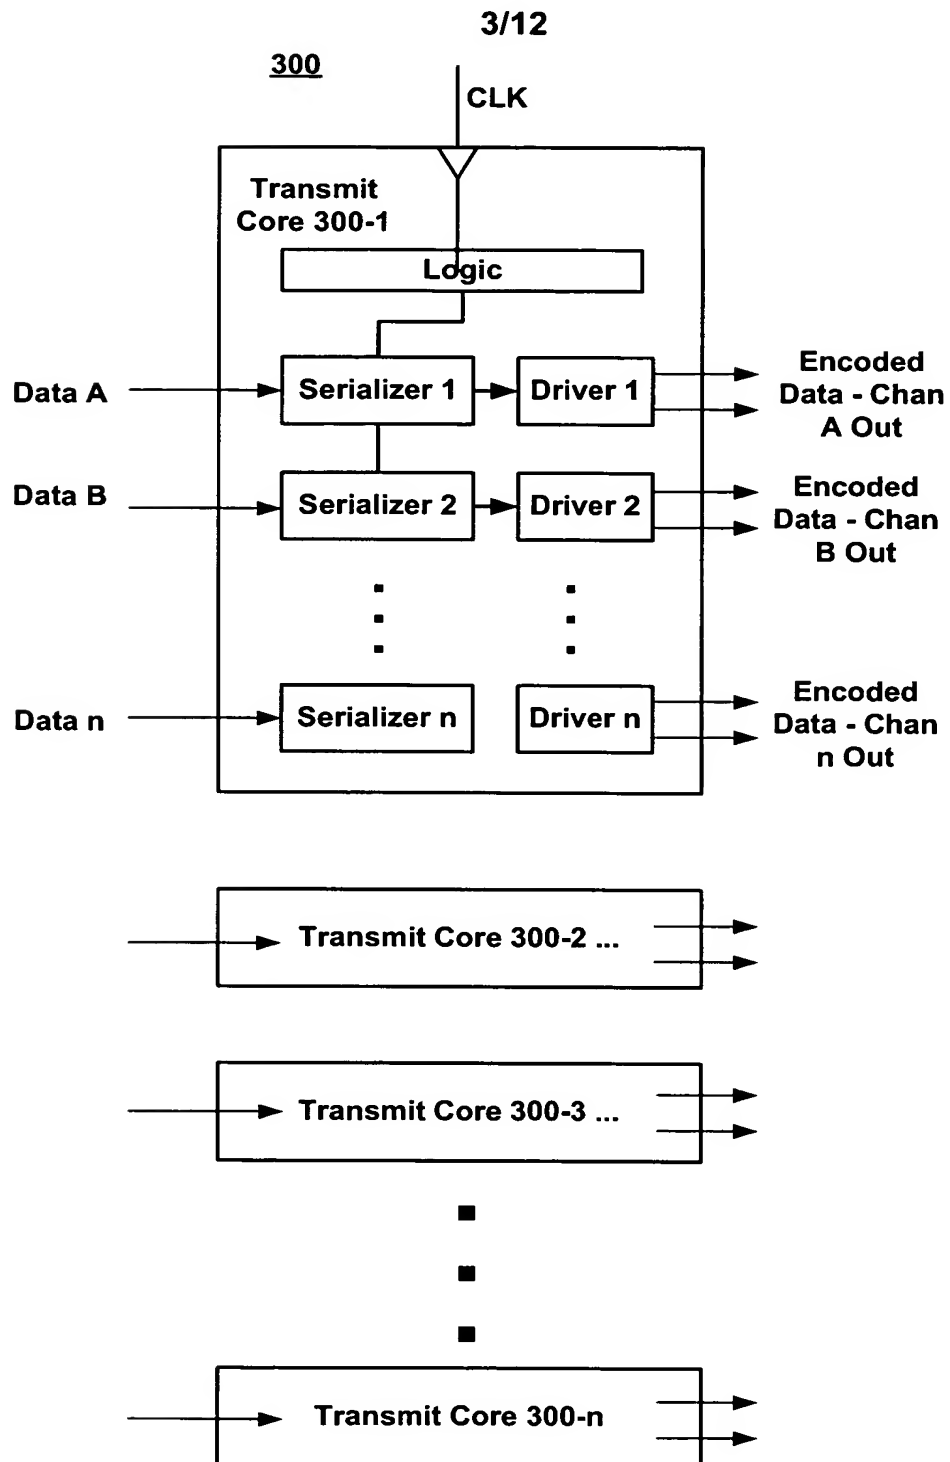 3/12
300
CLK
Transmit
Core 300-1
Logic
Data A
Serializer 1
Driver 1
Encoded
Data - Chan
A Out
Data B
Serializer 2
Driver 2
Encoded
Data - Chan
B Out
Data n
Serializer n
Driver n
Encoded
Data - Chan
n Out
Transmit Core 300-2 ...
Transmit Core 300-3 ...
Transmit Core 300-n